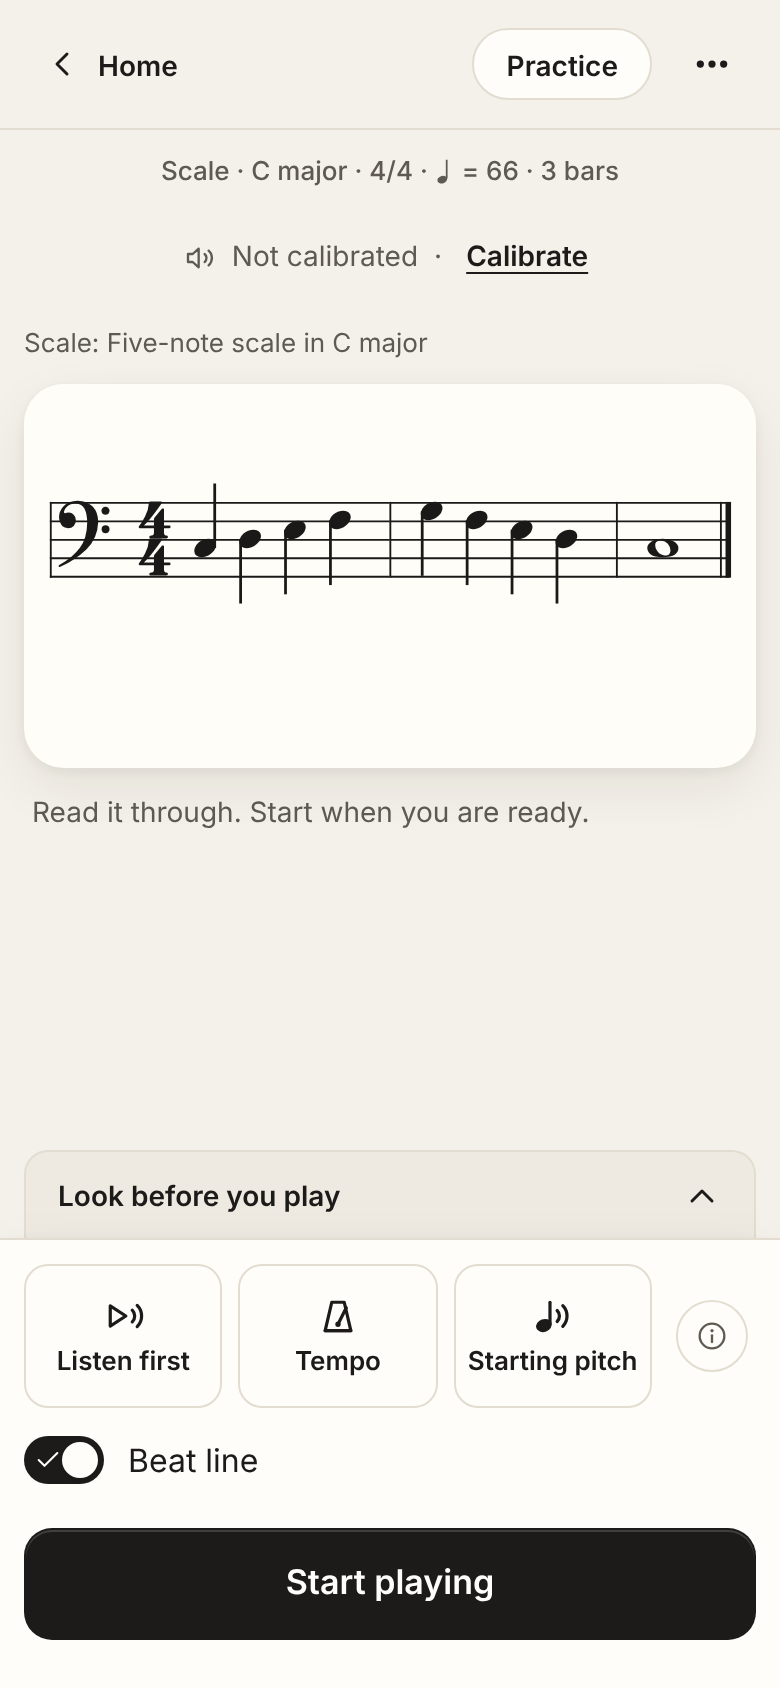 Home
Practice
Scale · C major · 4/4 · ♩ = 66 · 3 bars
Not calibrated · Calibrate
Scale: Five-note scale in C major
4
4
Read it through. Start when you are ready.
Look before you play
Listen first
Tempo
Starting pitch
Beat line
Start playing